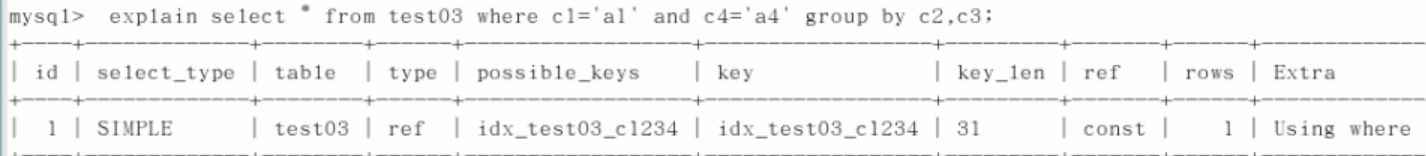 mysql> explain select * from test03 where c1='a1' and c4='a4' group by c2,c3;
| id | select_type | table | type | possible_keys | key | key_len | ref | rows | Extra
| 1 | SIMPLE | test03 | ref | idx_test03_c1234 | idx_test03_c1234 | 31 | const | 1 | Using where